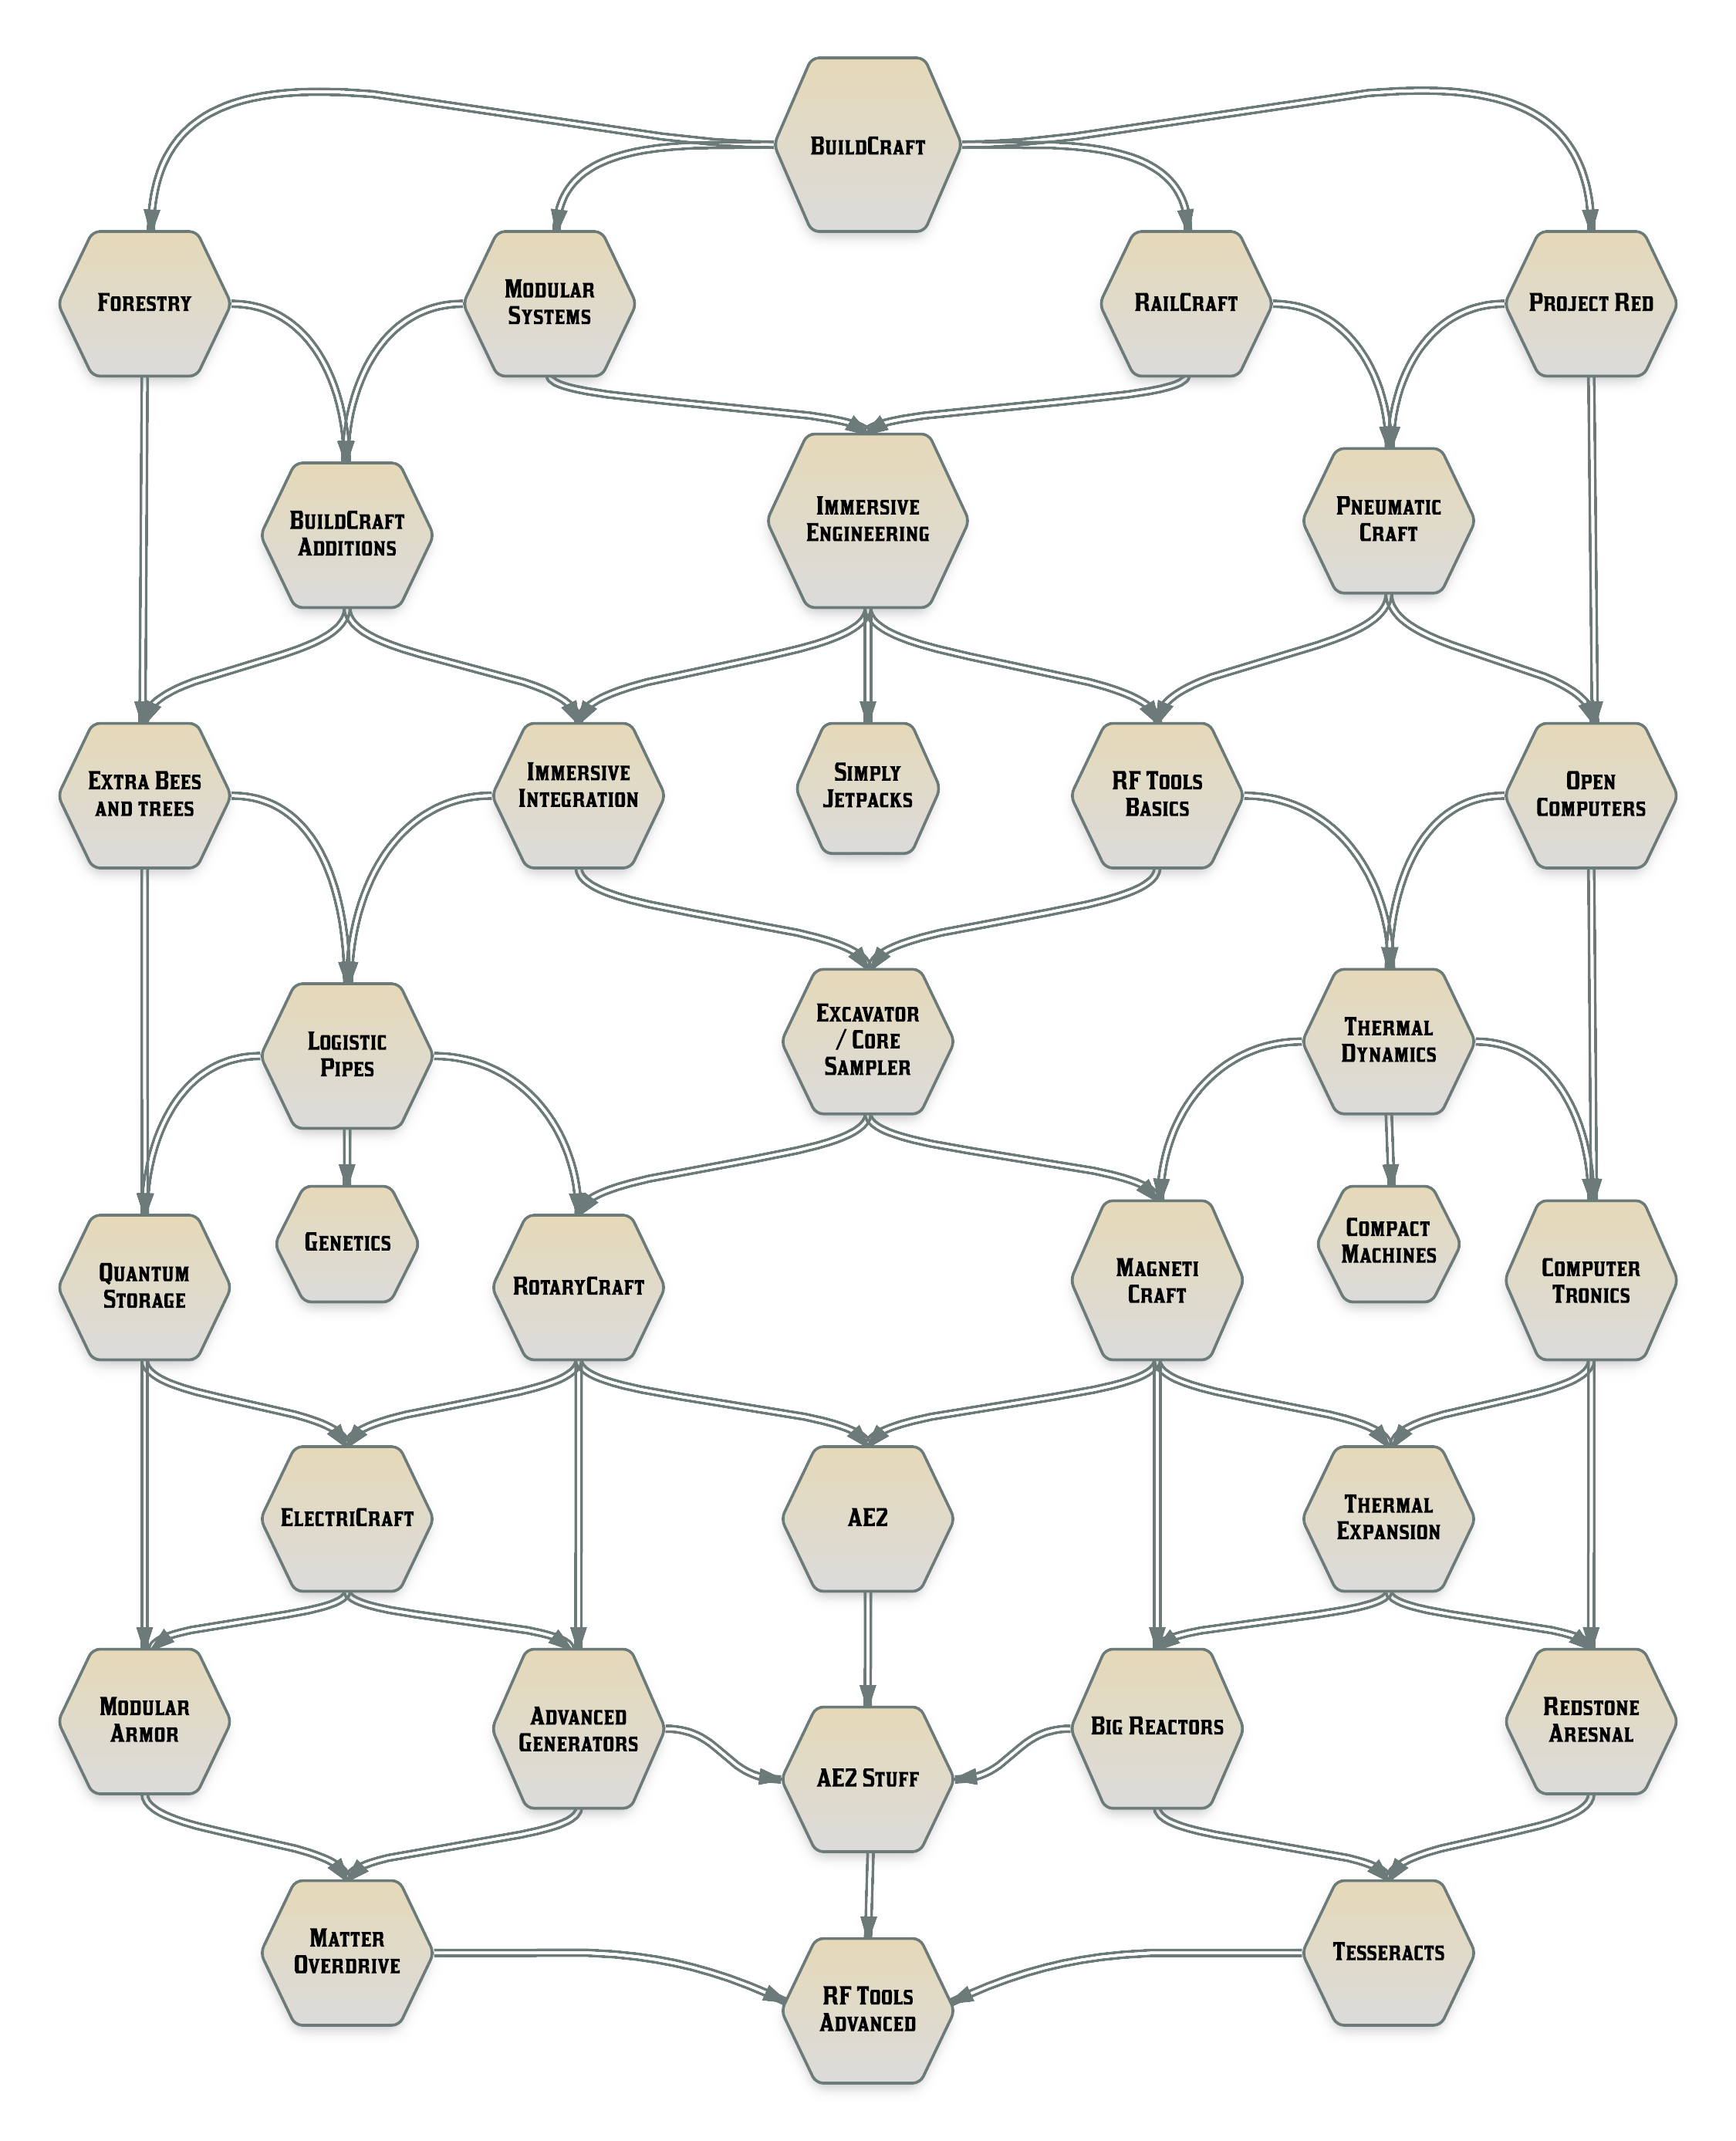 BuildCraft
Forestry
Modular
Systems
RailCraft
Project Red
BuildCraft
Additions
Immersive
Engineering
Pneumatic
Craft
Extra Bees
and trees
Immersive
Integration
Simply
Jetpacks
RF Tools
Basics
Open
Computers
Logistic
Pipes
Excavator
/ Core
Sampler
Thermal
Dynamics
Quantum
Storage
Genetics
RotaryCraft
Magneti
Craft
Compact
Machines
Computer
Tronics
ElectriCraft
AE2
Thermal
Expansion
Modular
Armor
Advanced
Generators
AE2 Stuff
Big Reactors
Redstone
Aresnal
Matter
Overdrive
RF Tools
Advanced
Tesseracts